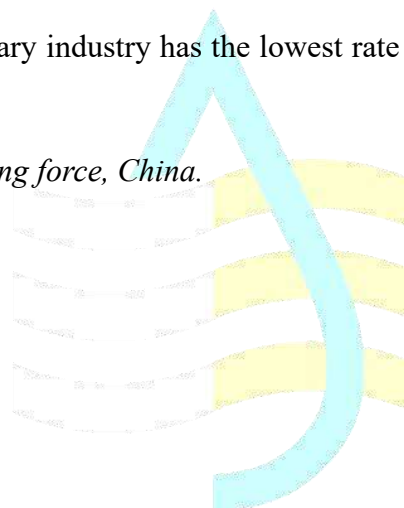 ary industry has the lowest rate
ng force, China.